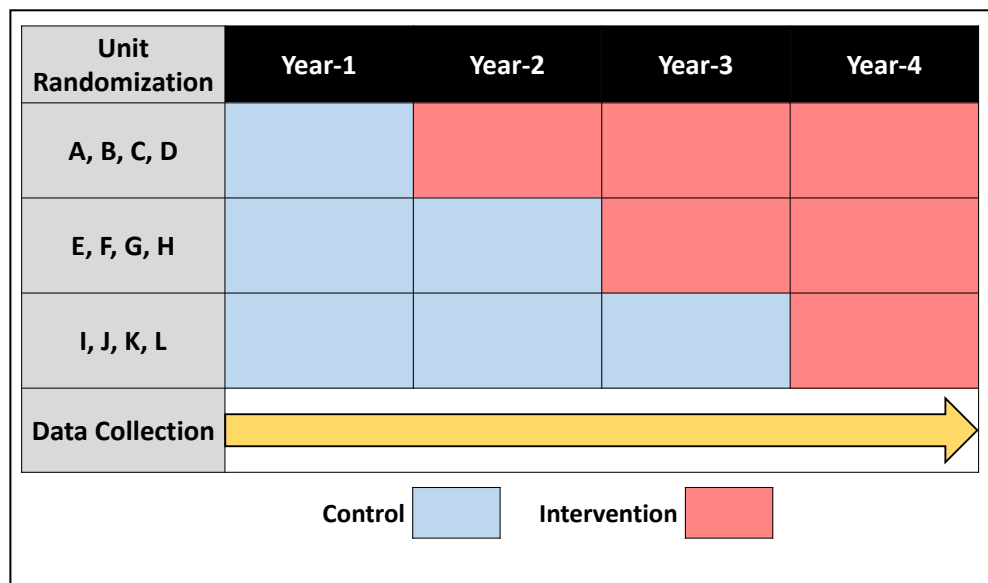 Unit
Randomization
Year-1
Year-2
Year-3
Year-4
A, B, C, D
E, F, G, H
I, J, K, L
Data Collection
Control
Intervention